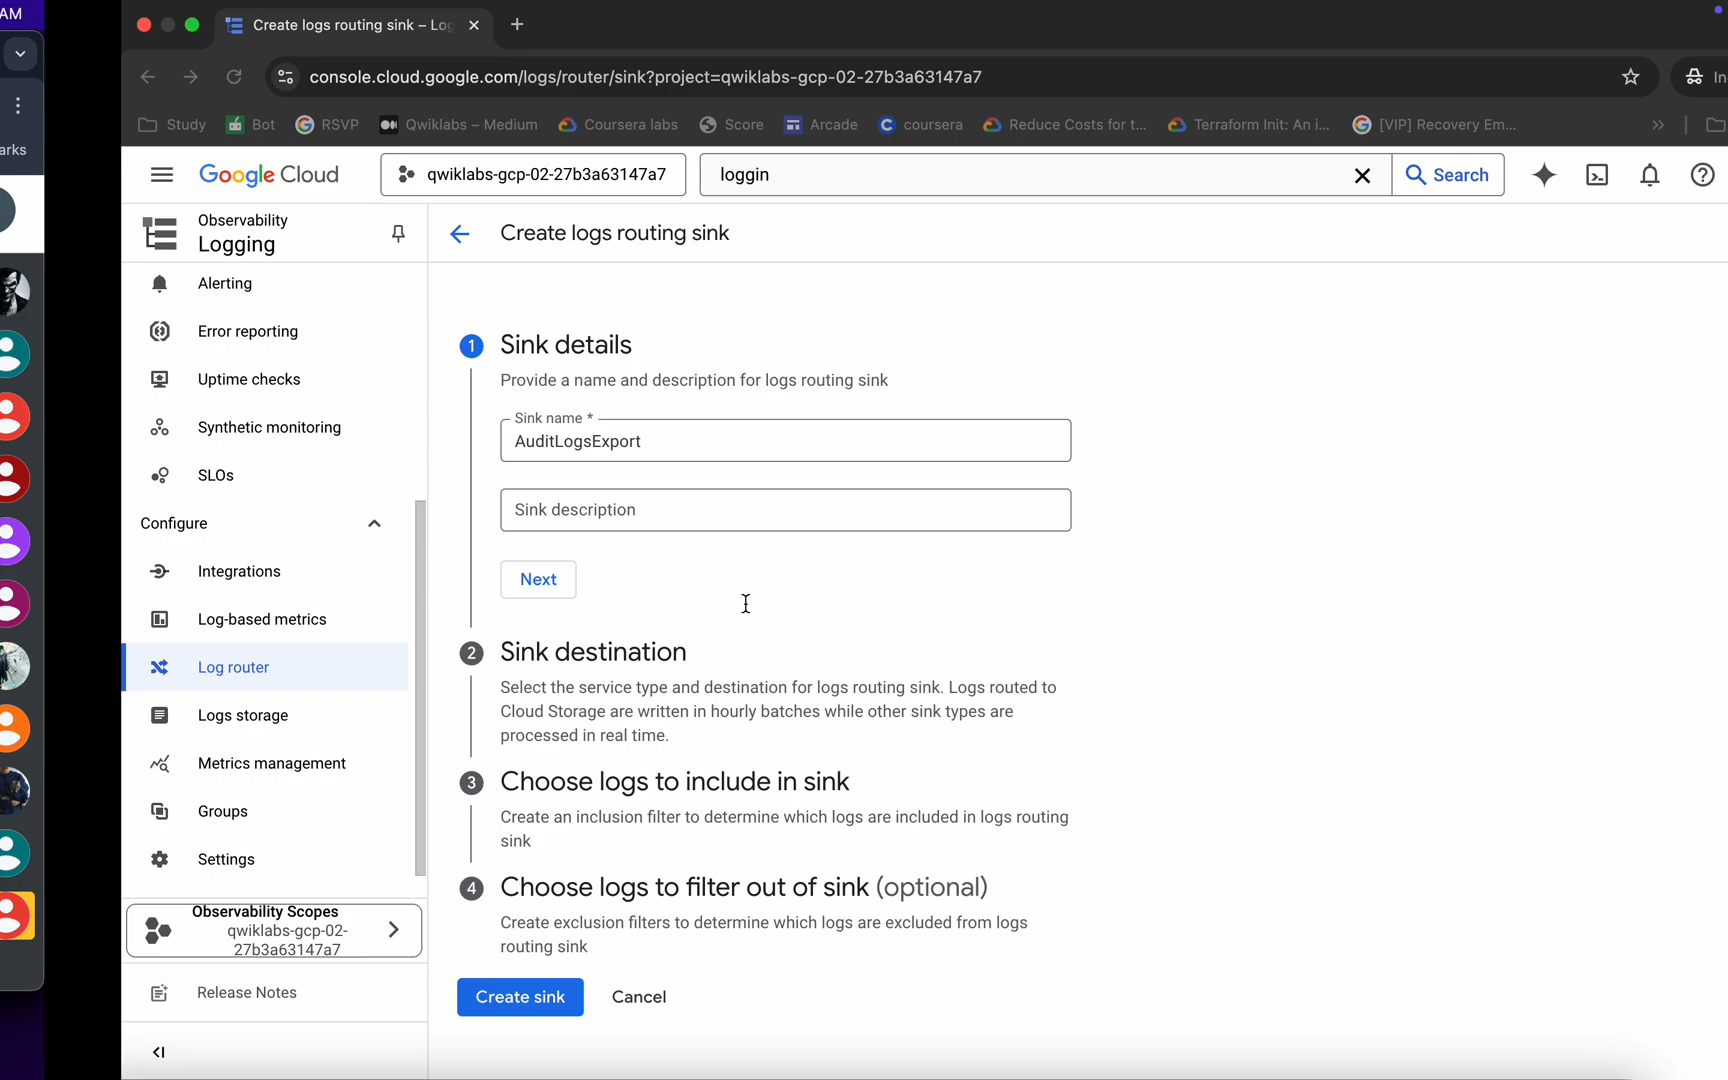 AM
Create logs routing sink – Log
console.cloud.google.com/logs/router/sink?project=qwiklabs-gcp-02-27b3a63147a7
In
Study
Bot
RSVP
Qwiklabs – Medium
Coursera labs
Score
Arcade
coursera
Reduce Costs for t...
Terraform Init: An i...
[VIP] Recovery Em...
arks
Google Cloud
qwiklabs-gcp-02-27b3a63147a7
loggin
Search
Observability
Logging
Create logs routing sink
Alerting
Error reporting
Uptime checks
Synthetic monitoring
SLOs
Configure
Integrations
Log-based metrics
Log router
Logs storage
Metrics management
Groups
Settings
Observability Scopes
qwiklabs-gcp-02-
27b3a63147a7
Release Notes
1 Sink details
Provide a name and description for logs routing sink
Sink name *
AuditLogsExport
Sink description
Next
2 Sink destination
Select the service type and destination for logs routing sink. Logs routed to
Cloud Storage are written in hourly batches while other sink types are
processed in real time.
3 Choose logs to include in sink
Create an inclusion filter to determine which logs are included in logs routing
sink
4 Choose logs to filter out of sink (optional)
Create exclusion filters to determine which logs are excluded from logs
routing sink
Create sink
Cancel